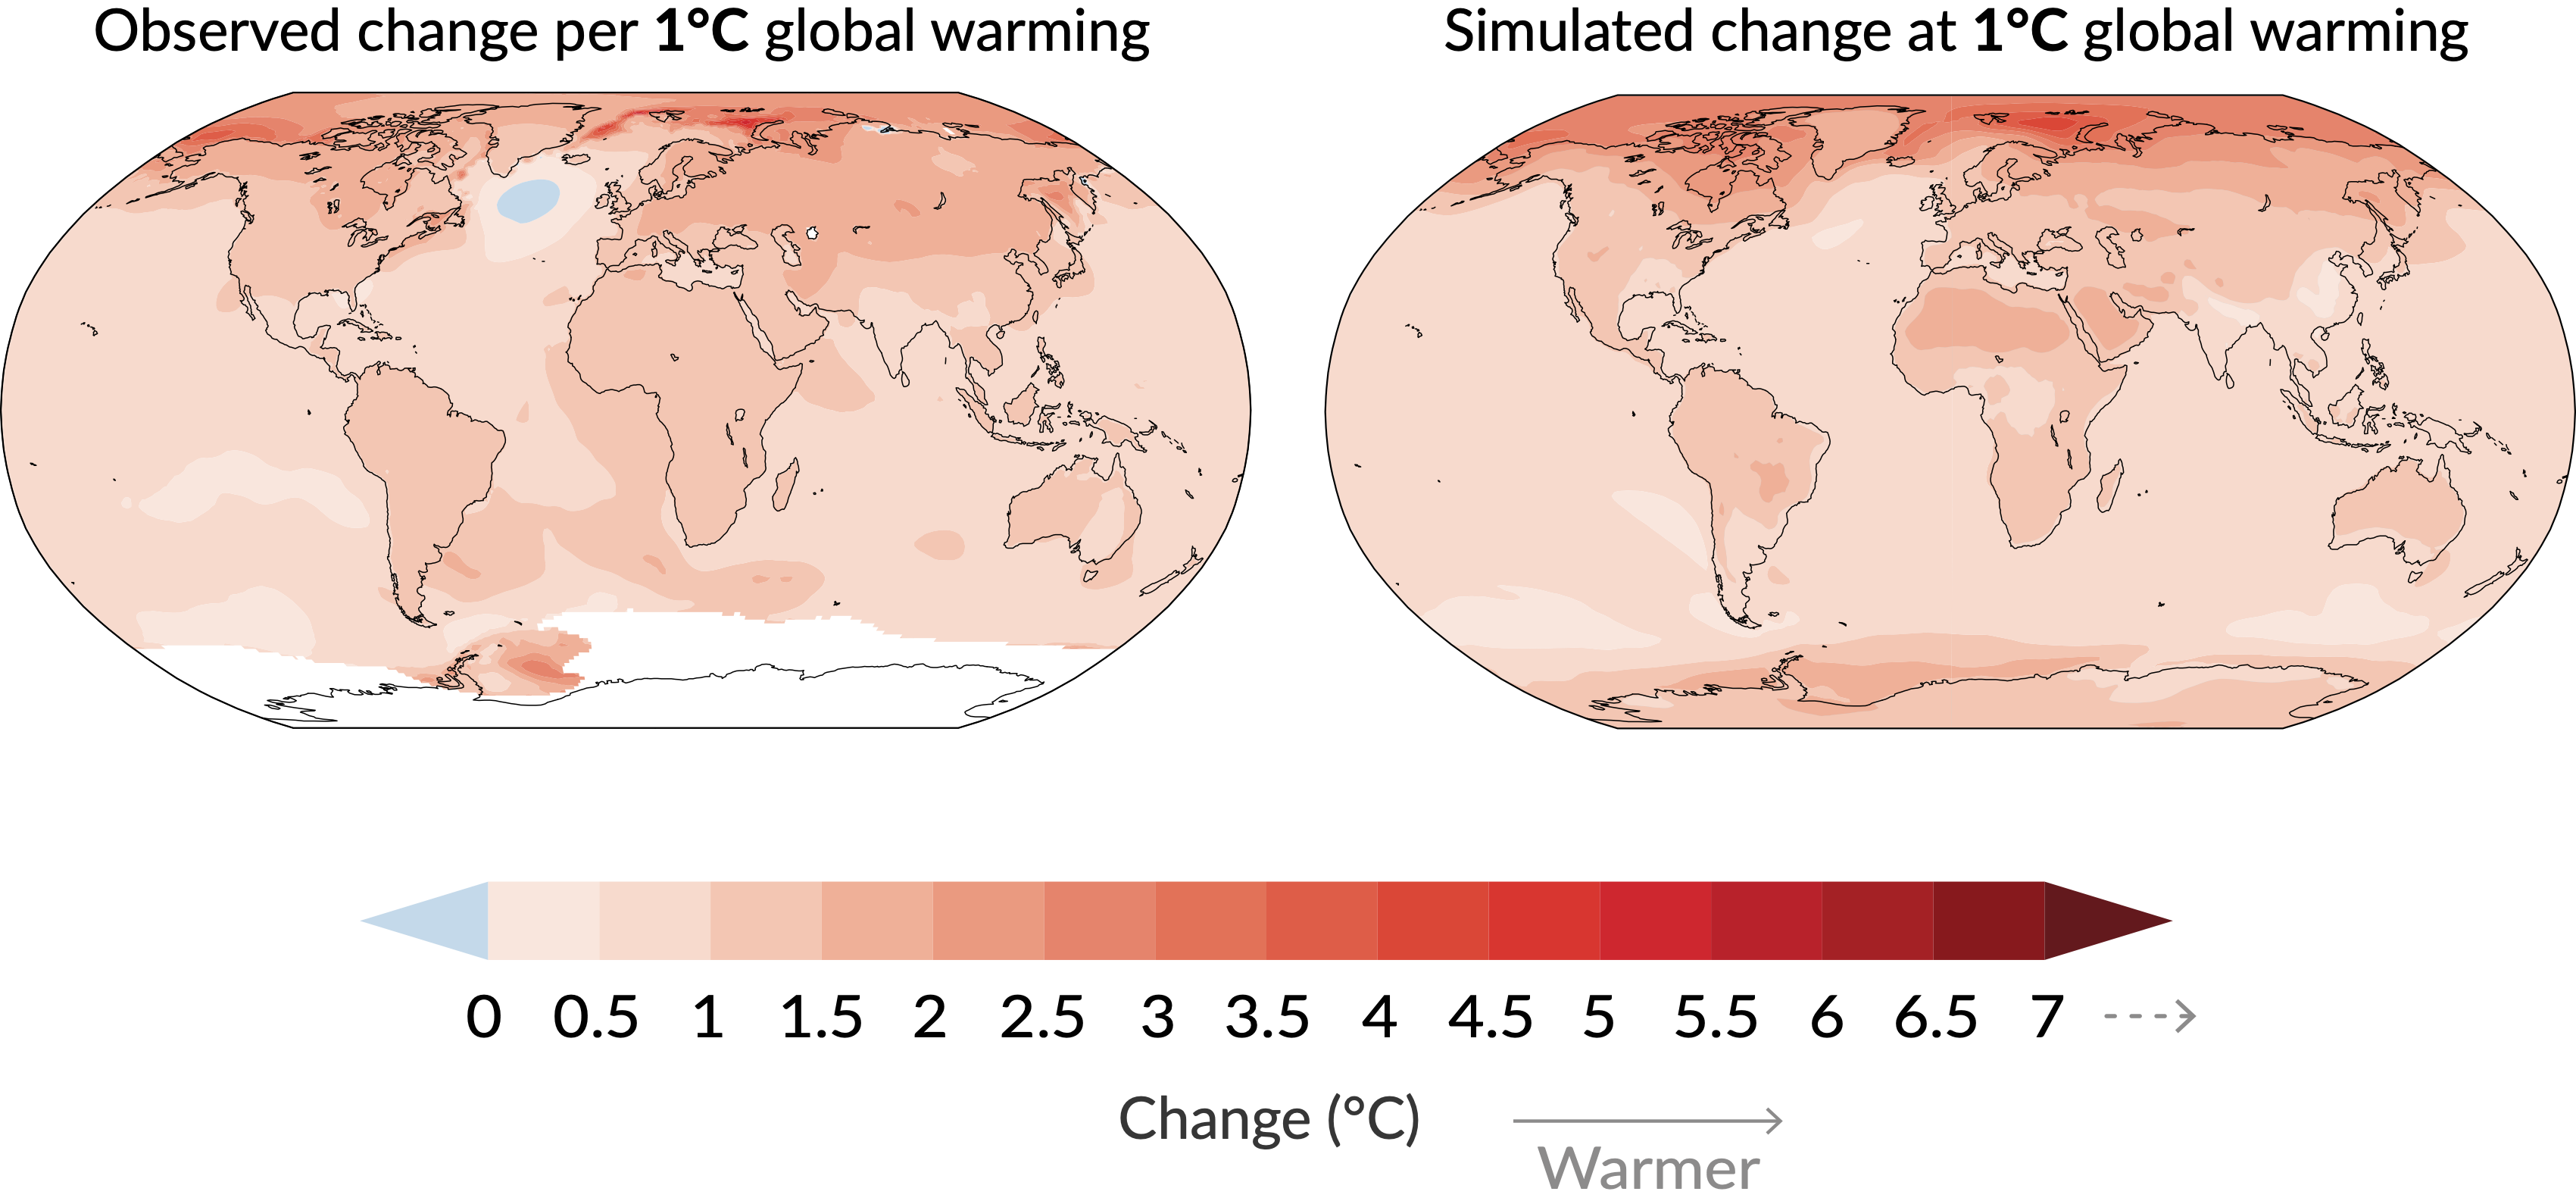 Observed change per 1°C global warming
Simulated change at 1°C global warming
0 0.5 1 1.5 2 2.5 3 3.5 4 4.5 5 5.5 6 6.5 7
Change (°C)
Warmer